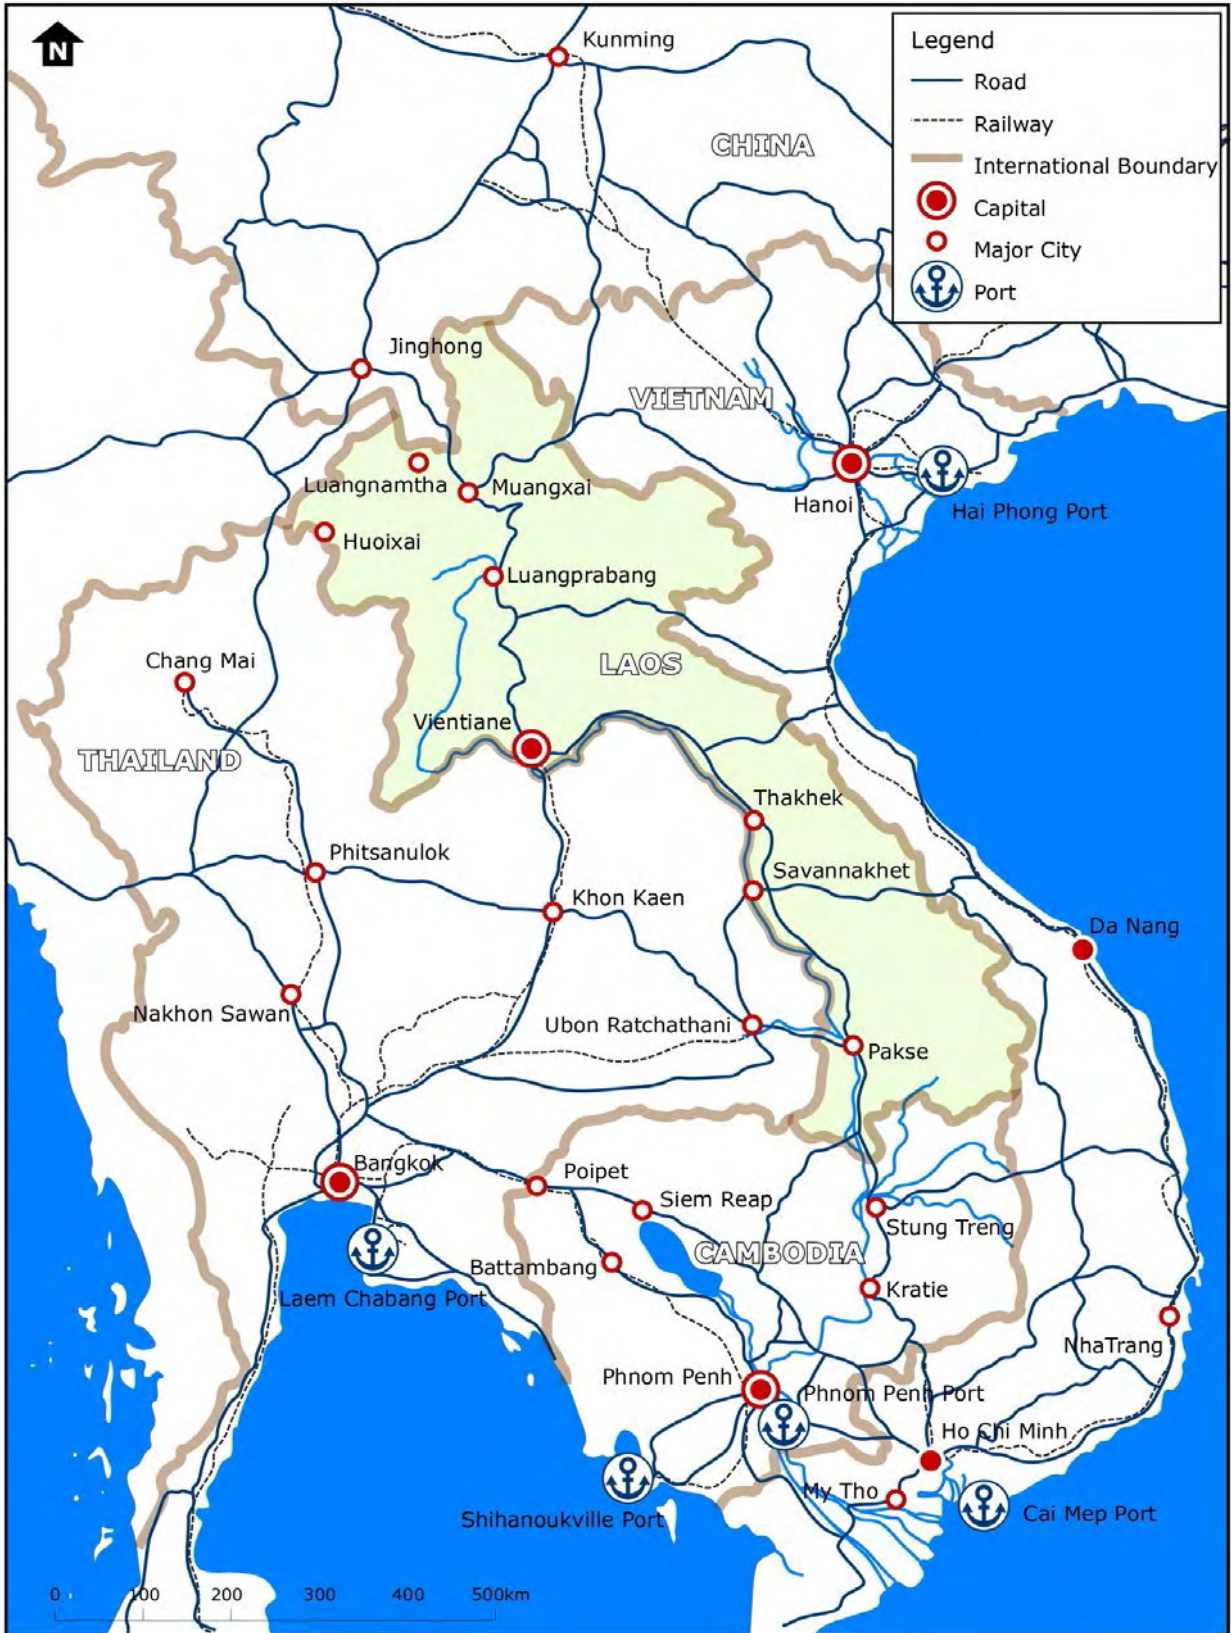 N
Kunming
Legend
Road
Railway
International Boundary
Capital
Major City
Port
CHINA
Jinghong
VIETNAM
Luangnamtha
Muangxai
Hanoi
Hai Phong Port
Huoixai
Luangprabang
Chang Mai
LAOS
Vientiane
THAILAND
Thakhek
Phitsanulok
Savannakhet
Khon Kaen
Da Nang
Nakhon Sawan
Ubon Ratchathani
Pakse
Bangkok
Poipet
Siem Reap
Stung Treng
CAMBODIA
Battambang
Laem Chabang Port
Kratie
NhaTrang
Phnom Penh
Phnom Penh Port
Ho Chi Minh
My Tho
Shihanoukville Port
Cai Mep Port
0 100 200 300 400 500km